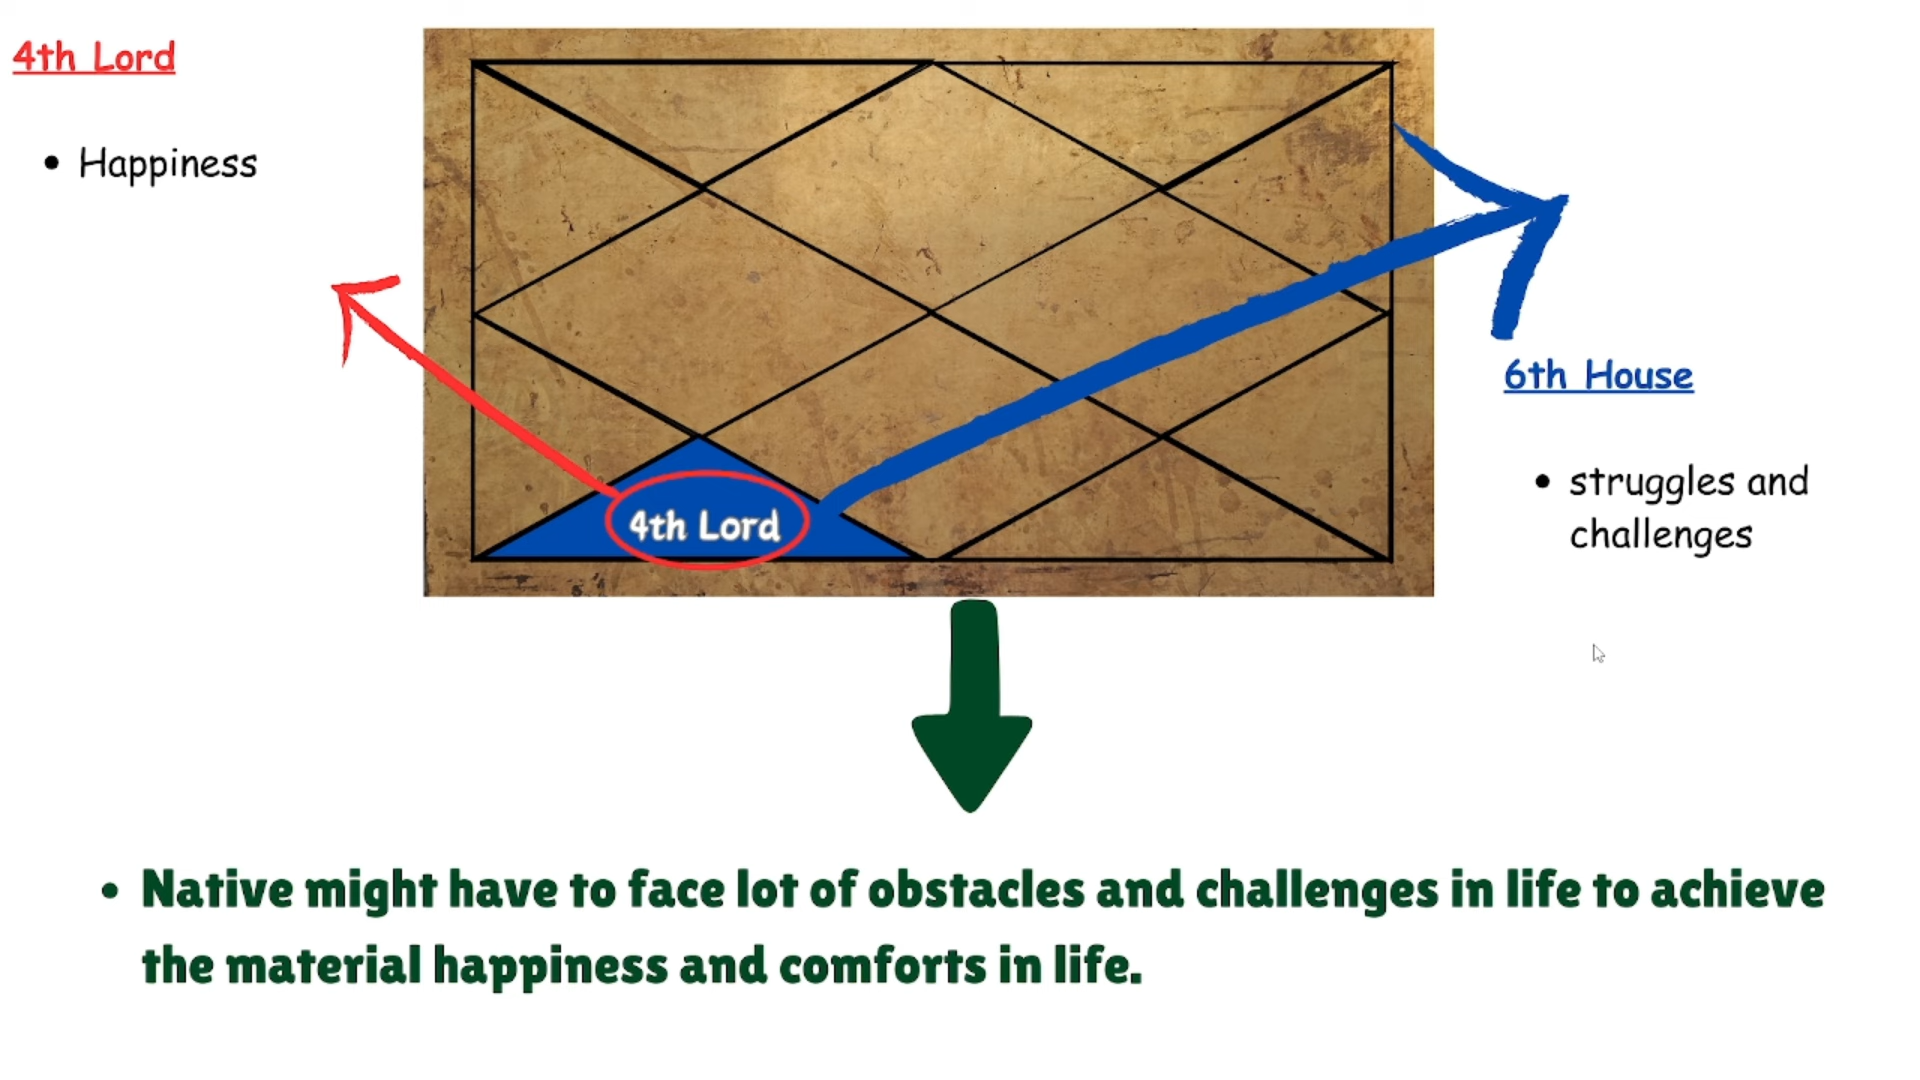 4th Lord
• Happiness
4th Lord
6th House
• struggles and
challenges
• Native might have to face lot of obstacles and challenges in life to achieve
the material happiness and comforts in life.